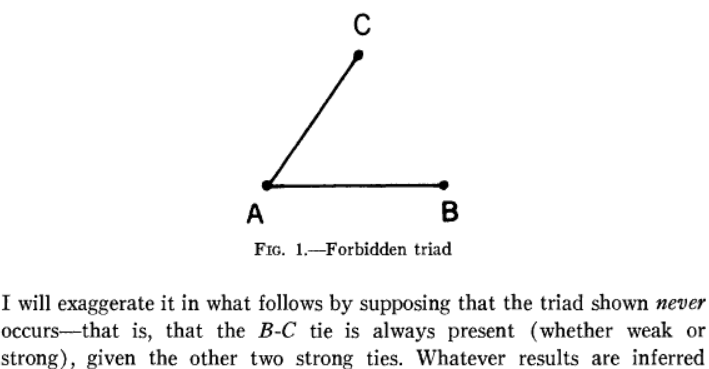 C
A
B
FIG. 1.—Forbidden triad
I will exaggerate it in what follows by supposing that the triad shown never
occurs—that is, that the B-C tie is always present (whether weak or
strong), given the other two strong ties. Whatever results are inferred